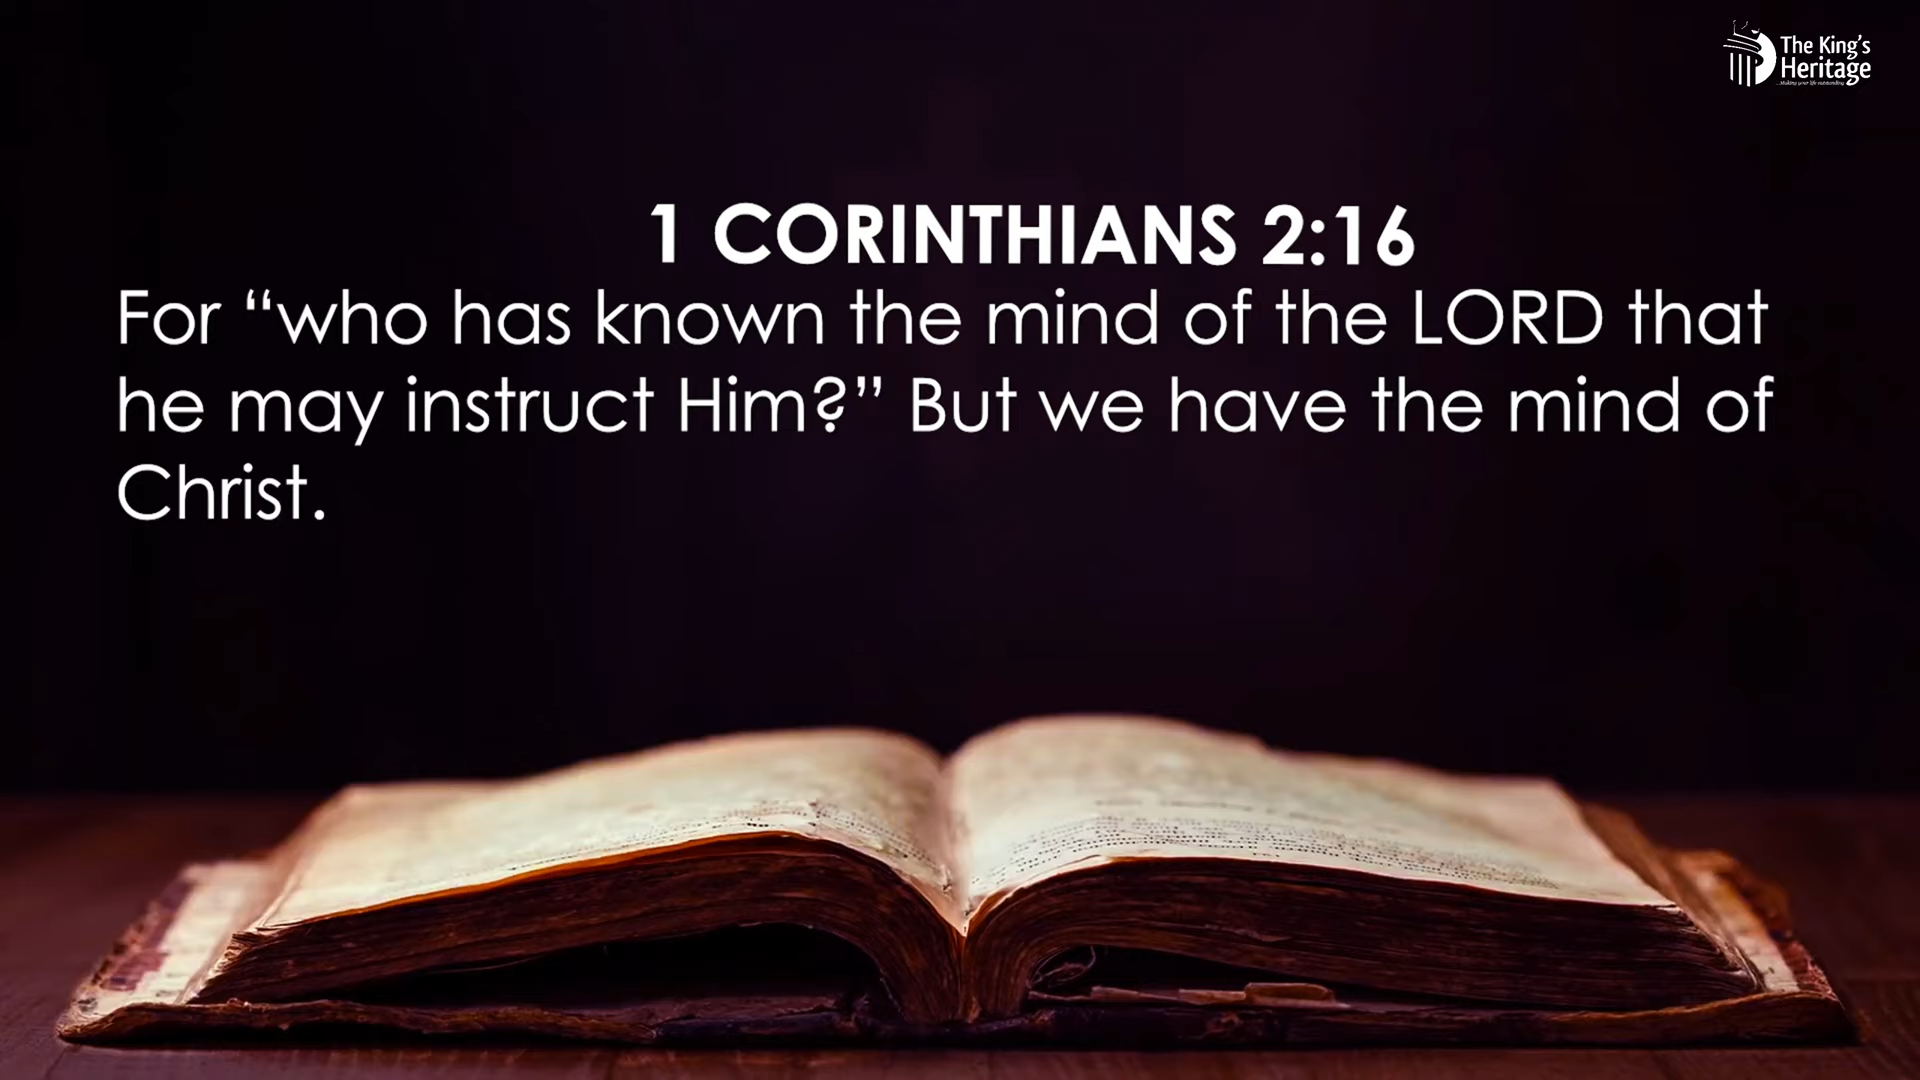 The King's
Heritage
1 CORINTHIANS 2:16
For “who has known the mind of the LORD that
he may instruct Him?” But we have the mind of
Christ.